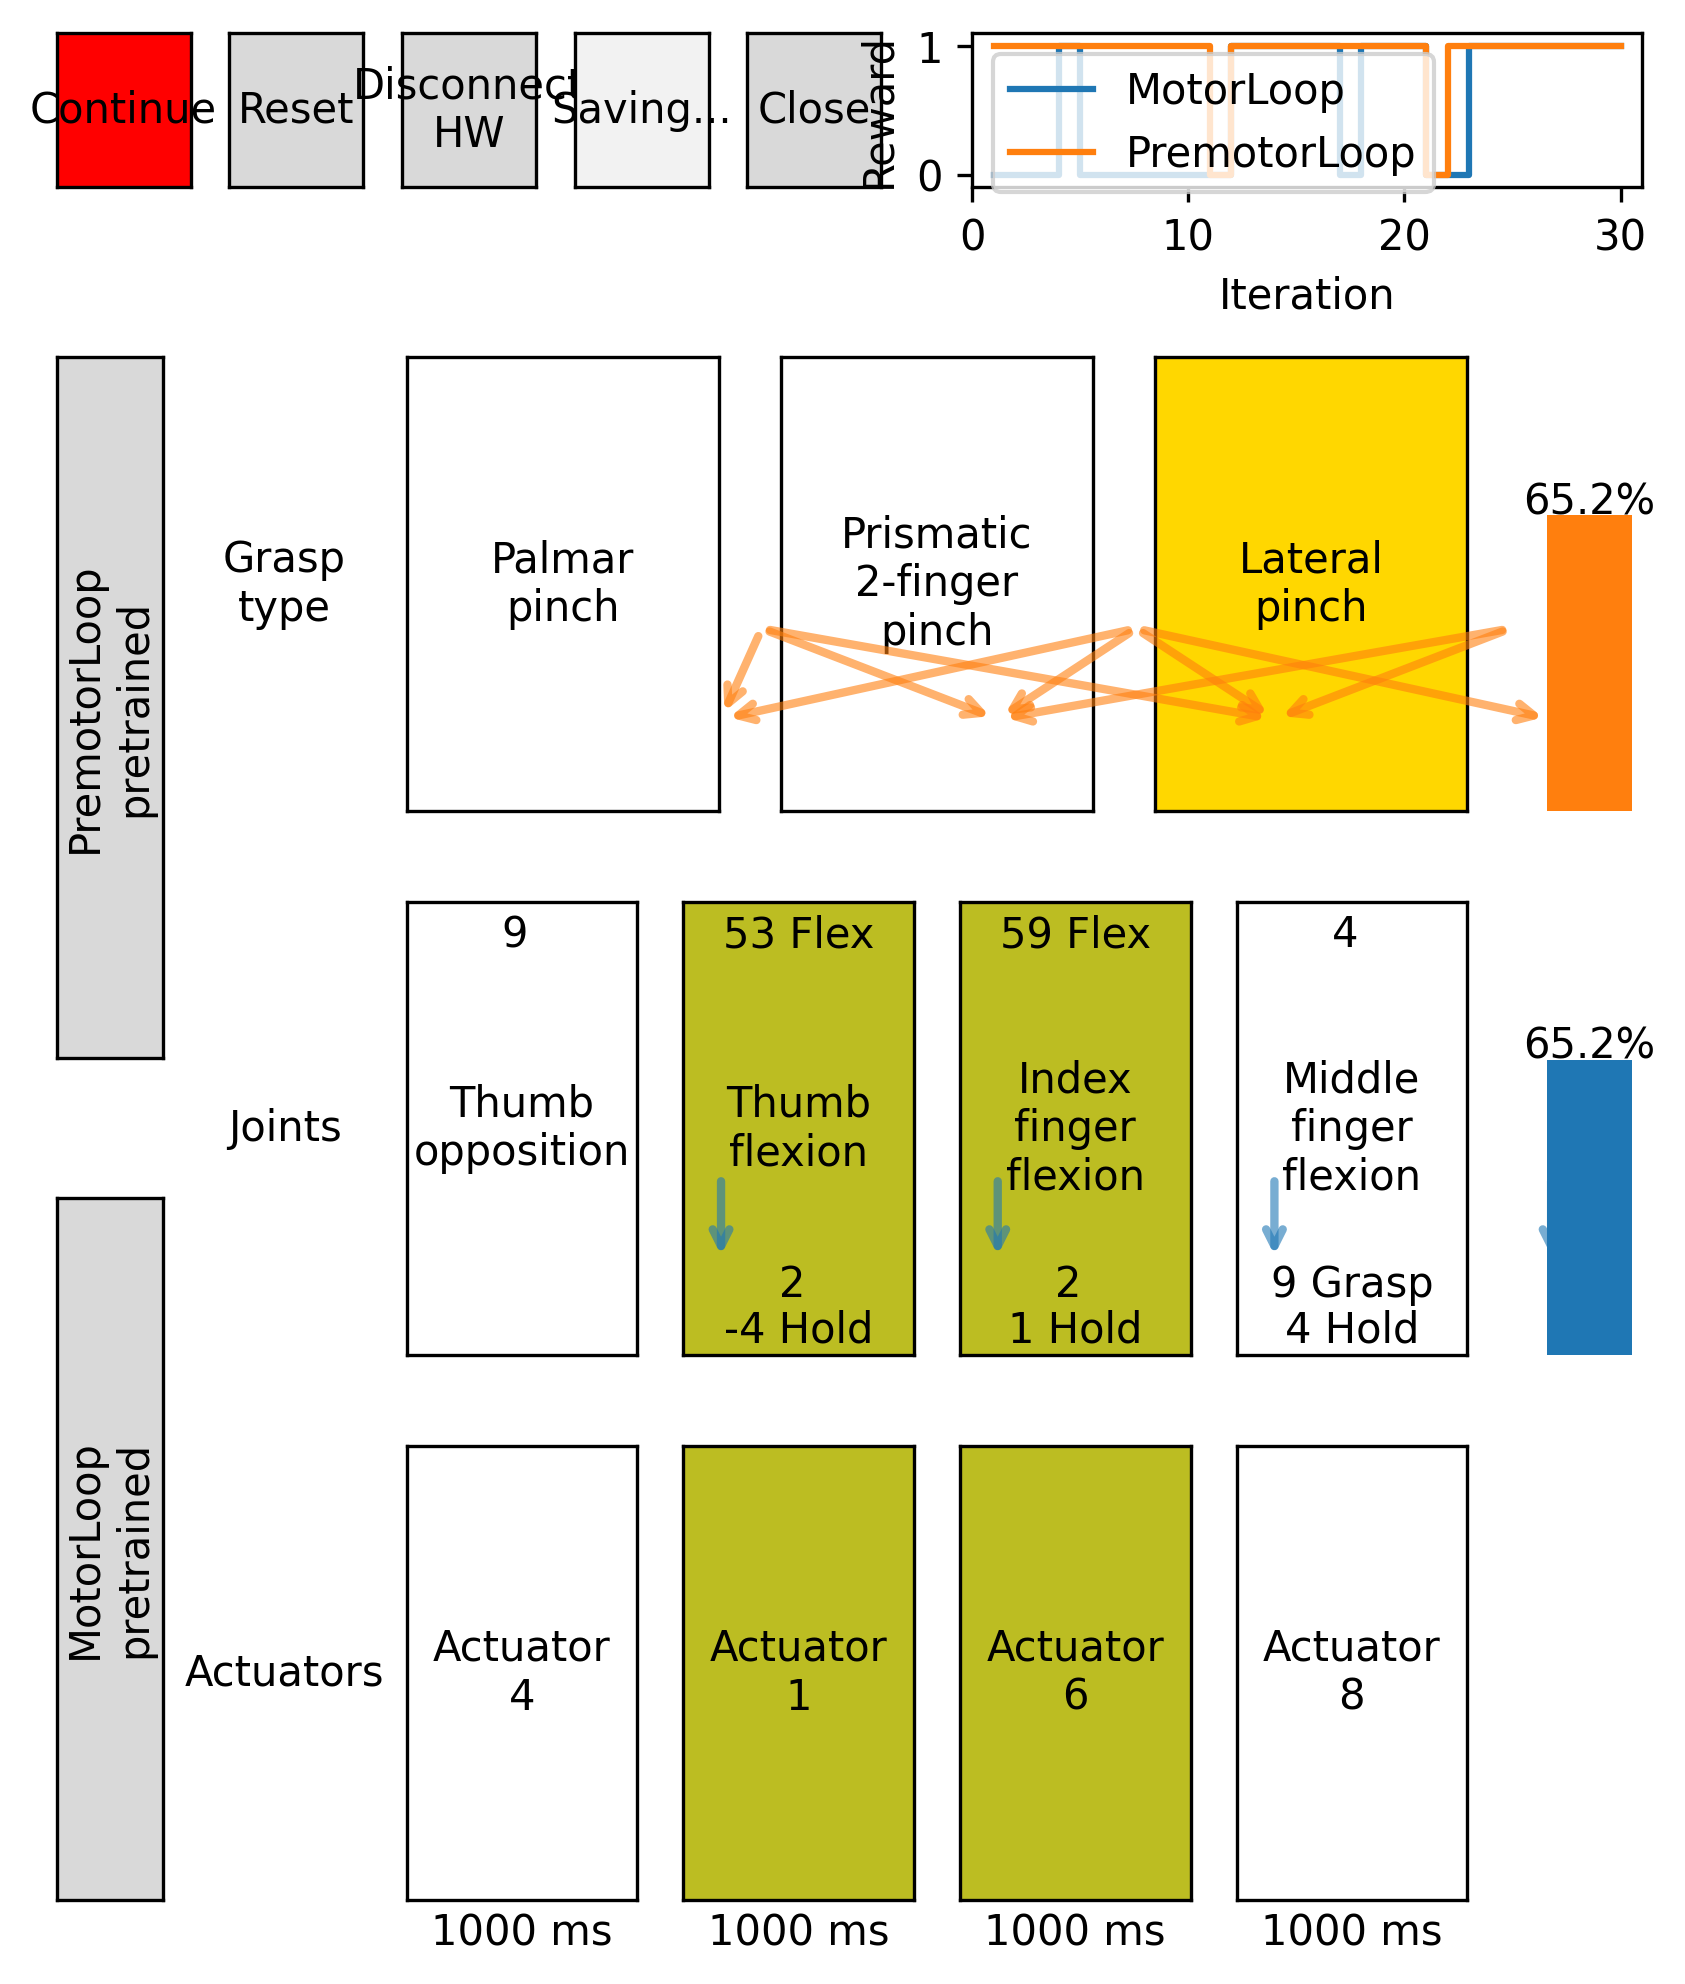 Continue
Reset
Disconnect
HW
Saving...
Close
Reward
1
0
MotorLoop
PremotorLoop
0
10
20
30
Iteration
PremotorLoop
pretrained
Grasp
type
Palmar
pinch
Prismatic
2-finger
pinch
Lateral
pinch
65.2%
Joints
9
Thumb
opposition
53 Flex
Thumb
flexion
2
-4 Hold
59 Flex
Index
finger
flexion
2
1 Hold
4
Middle
finger
flexion
9 Grasp
4 Hold
65.2%
MotorLoop
pretrained
Actuators
Actuator
4
Actuator
1
Actuator
6
Actuator
8
1000 ms
1000 ms
1000 ms
1000 ms